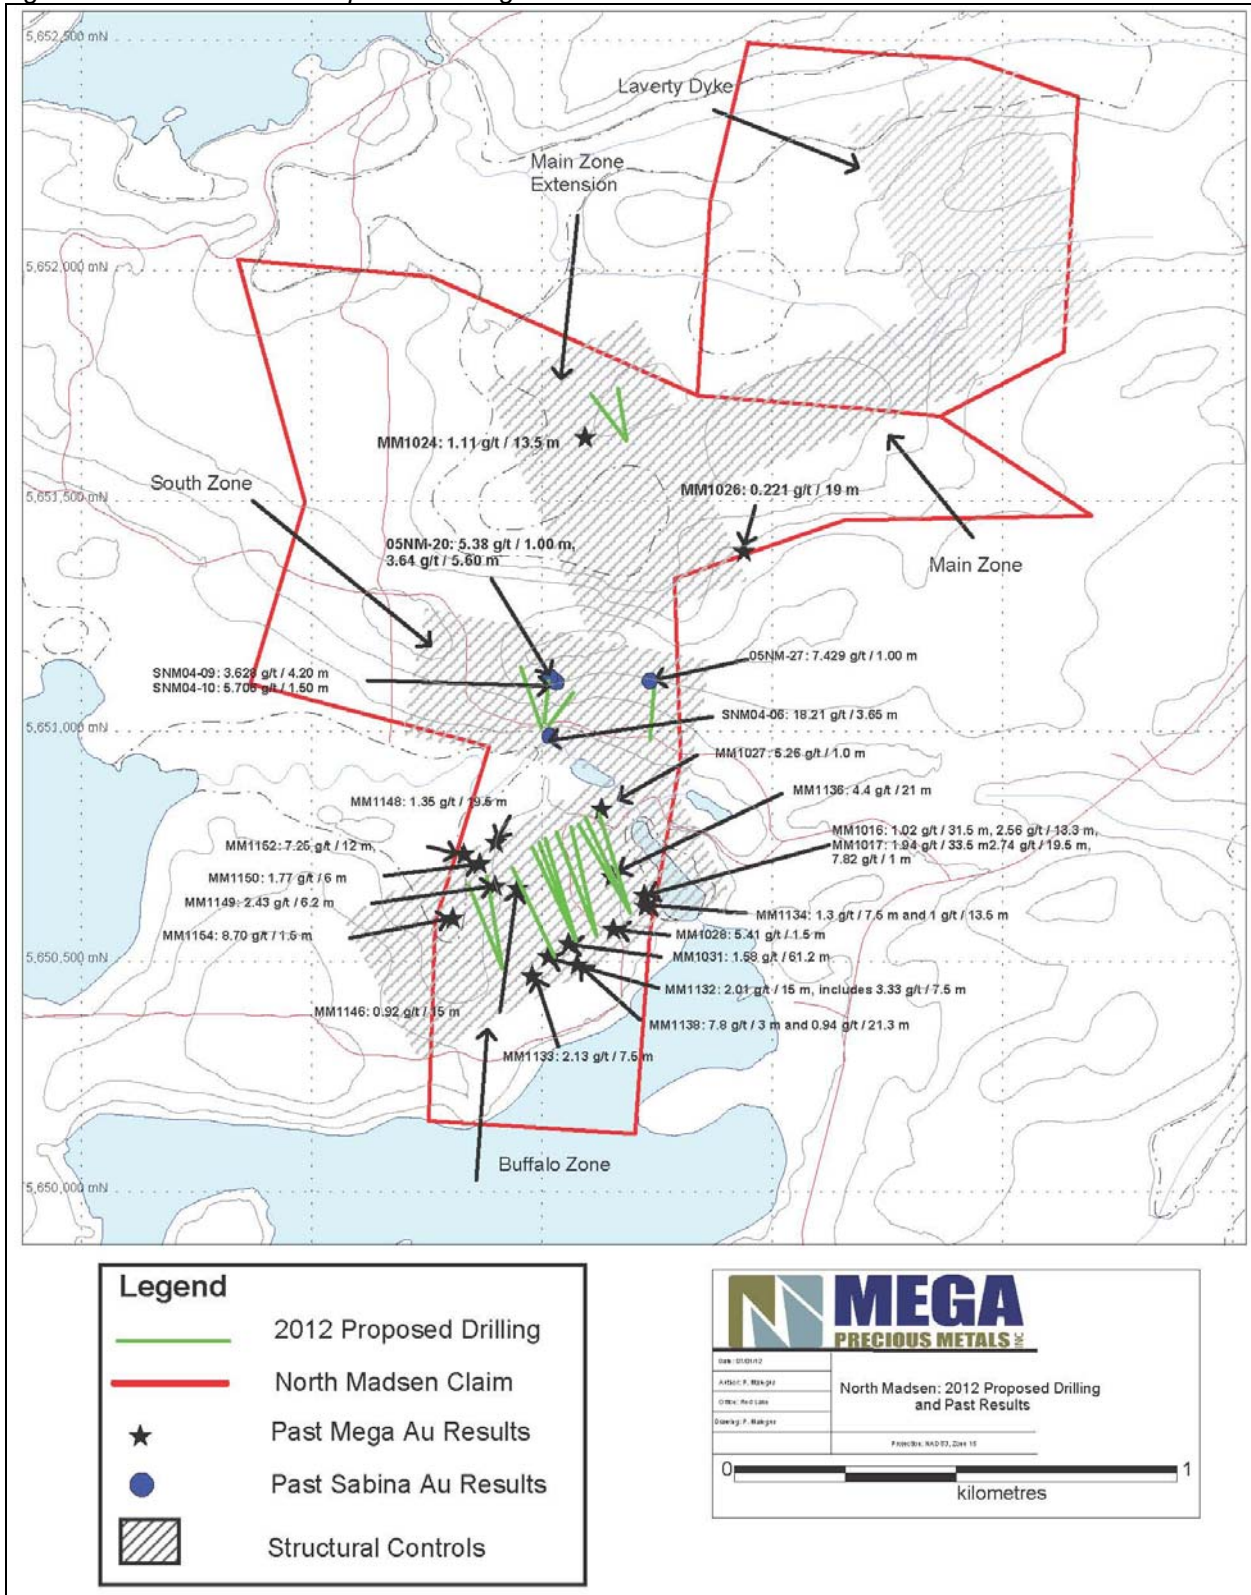 5,652,500 mN
Laverty Dyke
Main Zone
Extension
5,652,000 mN
MM1024: 1.11 g/t / 13.5 m
South Zone
5,651,500 mN
MM1026: 0.221 g/t / 19 m
05NM-20: 5.38 g/t / 1.00 m,
3.64 g/t / 5.60 m
Main Zone
05NM-27: 7.429 g/t / 1.00 m
SNM04-09: 3.628 g/t / 4.20 m
SNM04-10: 5.705 g/t / 1.50 m
SNM04-06: 18.21 g/t / 3.65 m
5,651,000 mN
MM1027: 5.26 g/t / 1.0 m
MM1136: 4.4 g/t / 21 m
MM1148: 1.35 g/t / 19.5 m
MM1016: 1.02 g/t / 31.5 m, 2.56 g/t / 13.3 m,
MM1017: 1.94 g/t / 33.5 m2.74 g/t / 19.5 m,
7.82 g/t / 1 m
MM1152: 7.25 g/t / 12 m,
MM1150: 1.77 g/t / 6 m
MM1149: 2.43 g/t / 6.2 m
MM1134: 1.3 g/t / 7.5 m and 1 g/t / 13.5 m
MM1154: 8.70 g/t / 1.5 m
MM1028: 5.41 g/t / 1.5 m
MM1031: 1.58 g/t / 61.2 m
5,650,500 mN
MM1132: 2.01 g/t / 15 m, includes 3.33 g/t / 7.5 m
MM1146: 0.92 g/t / 15 m
MM1138: 7.8 g/t / 3 m and 0.94 g/t / 21.3 m
MM1133: 2.13 g/t / 7.5 m
Buffalo Zone
5,650,000 mN
Legend
2012 Proposed Drilling
North Madsen Claim
Past Mega Au Results
Past Sabina Au Results
Structural Controls
MEGA
PRECIOUS METALS INC
Office: Red Lake
North Madsen: 2012 Proposed Drilling
and Past Results
0 1
kilometres